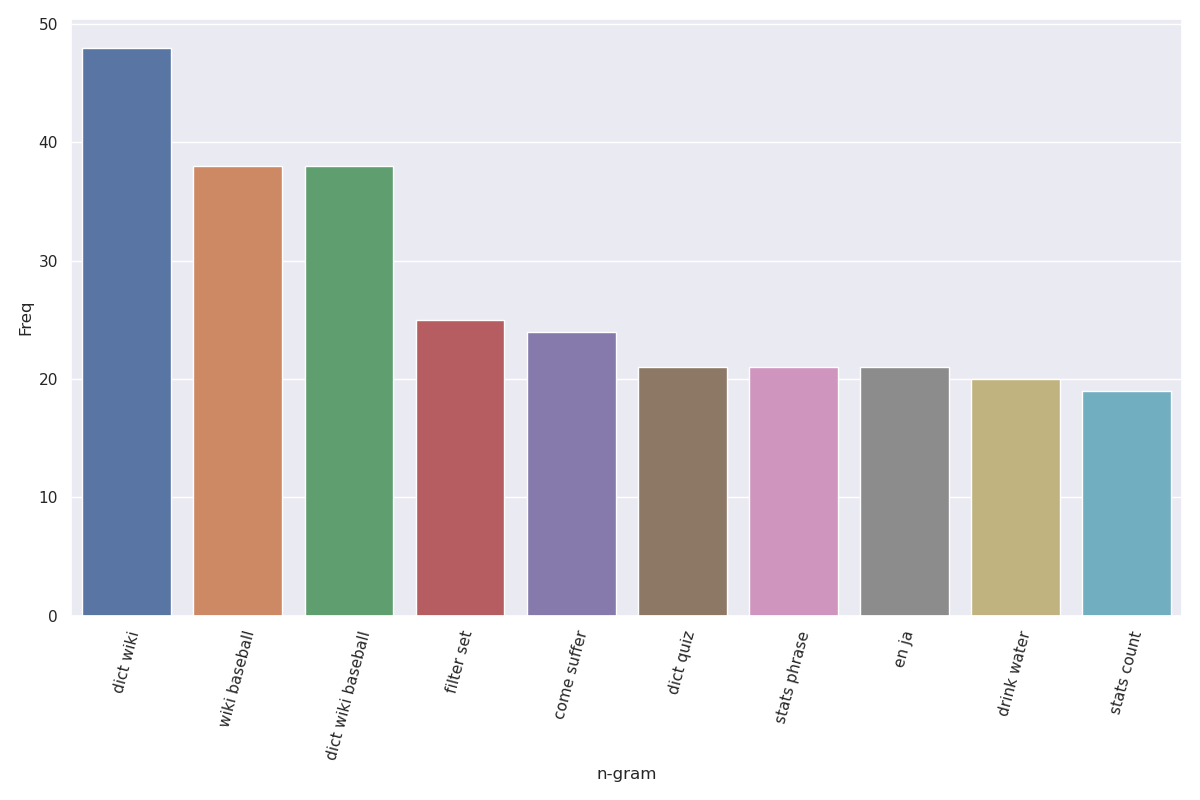 50
40
30
20
10
0
Freq
dict wiki
wiki baseball
dict wiki baseball
filter set
come suffer
dict quiz
stats phrase
en ja
drink water
stats count
n-gram